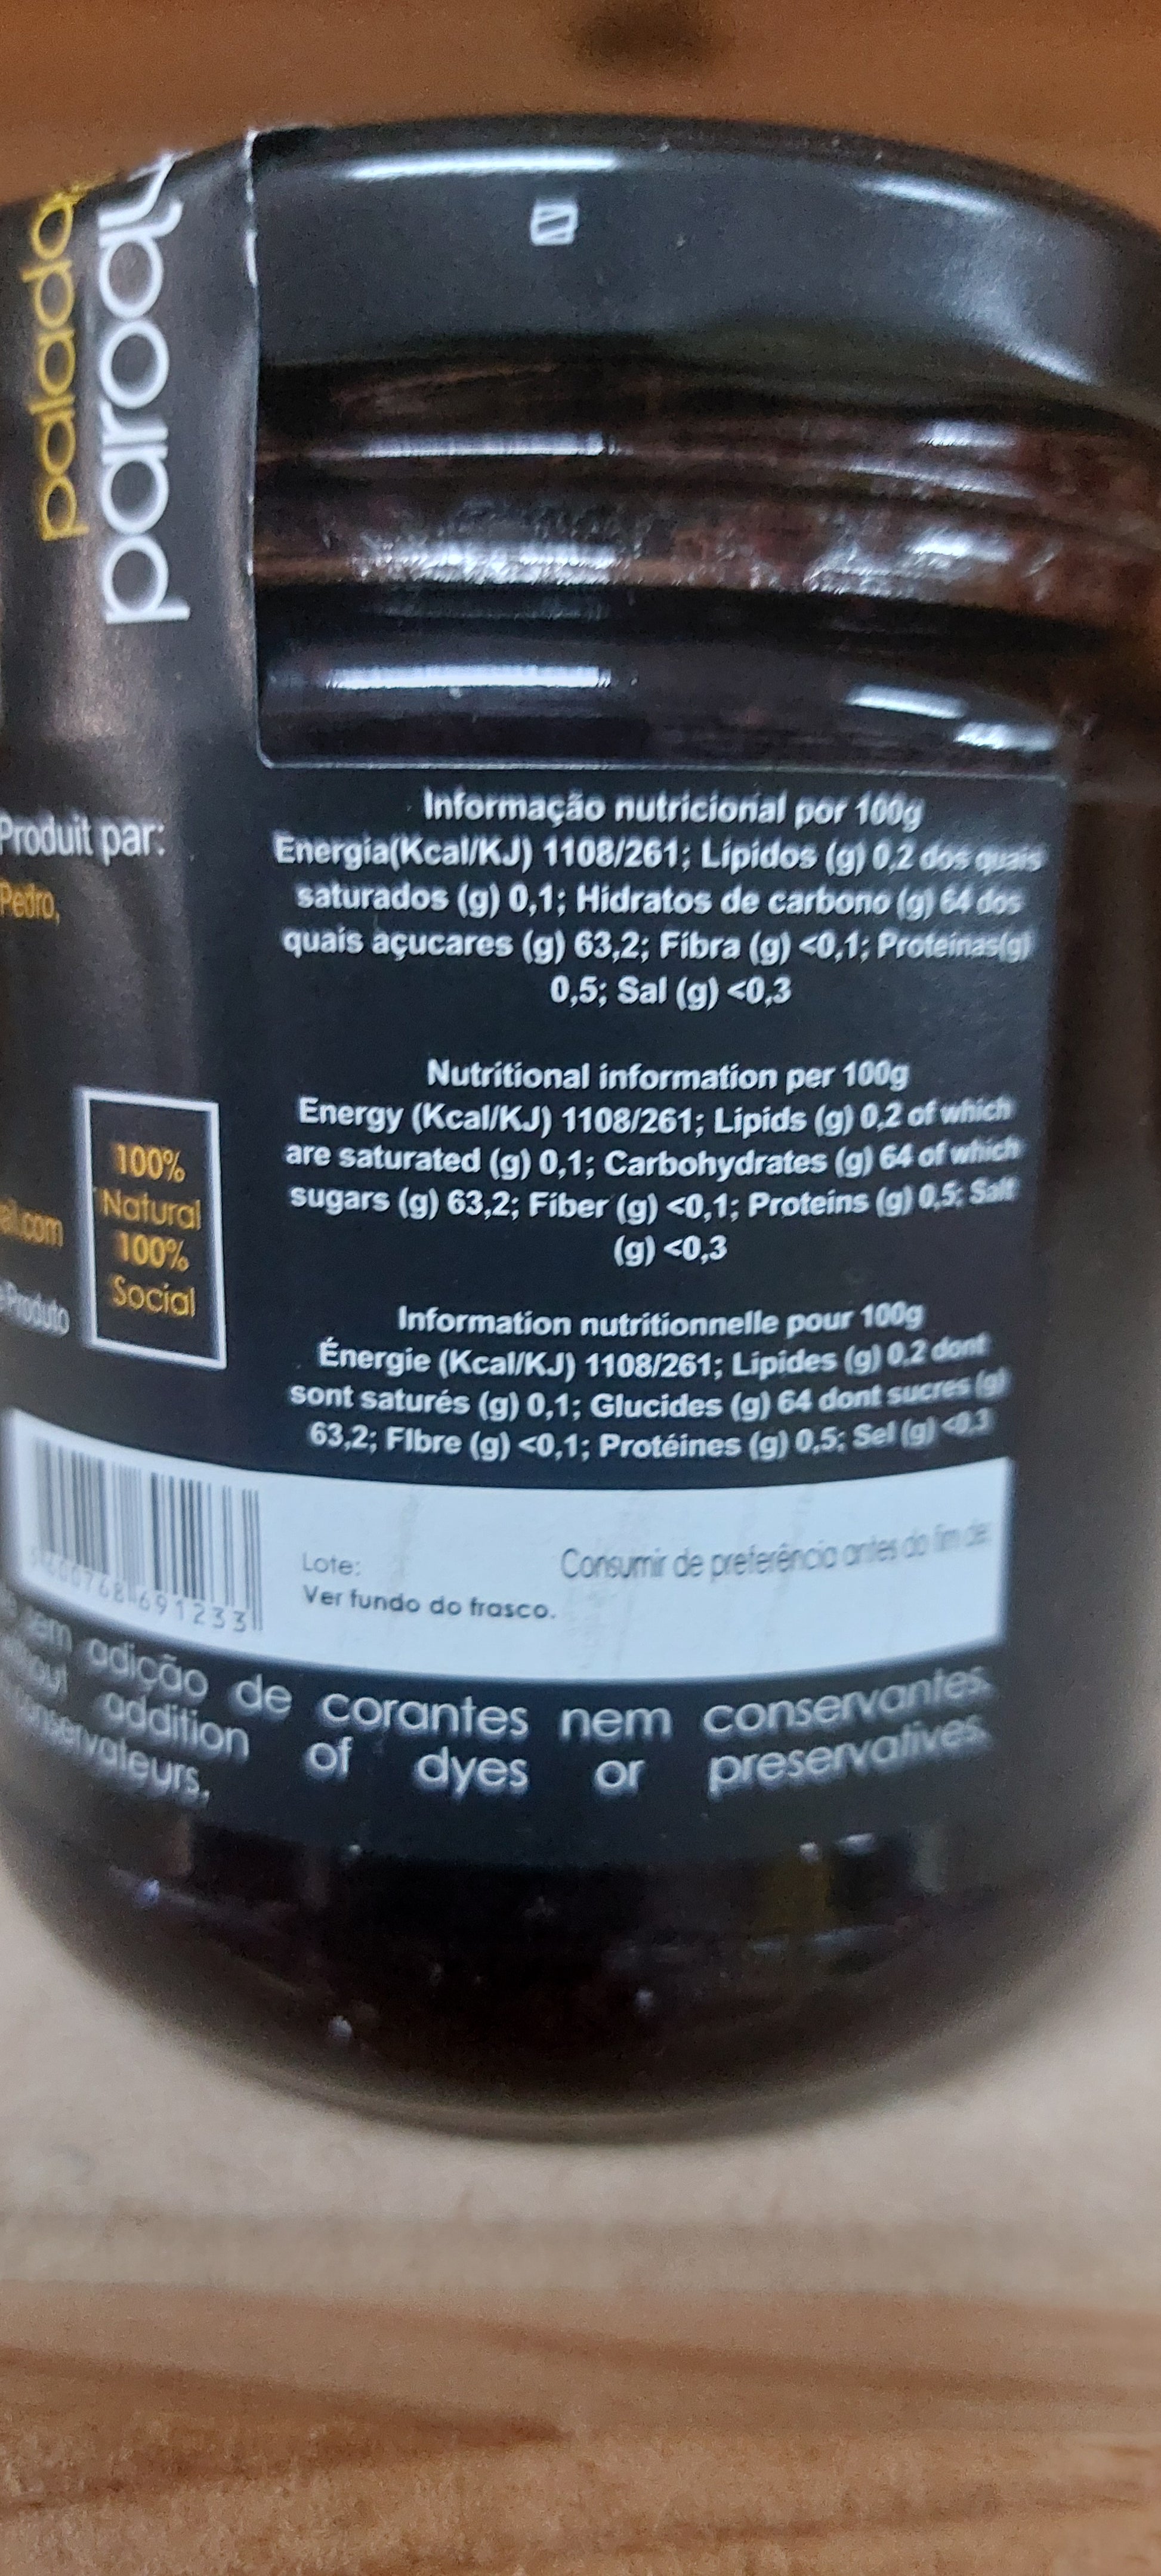 Produit par:
Pedro,
100%
Natural
100%
Social
Informação nutricional por 100g
Energia(Kcal/KJ) 1108/261; Lípidos (g) 0,2 dos quais
saturados (g) 0,1; Hidratos de carbono (g) 64 dos
quais açucares (g) 63,2; Fibra (g) <0,1; Proteínas(g)
0,5; Sal (g) <0,3
Nutritional information per 100g
Energy (Kcal/KJ) 1108/261; Lipids (g) 0,2 of which
are saturated (g) 0,1; Carbohydrates (g) 64 of which
sugars (g) 63,2; Fiber (g) <0,1; Proteins (g) 0,5; Salt
(g) <0,3
Information nutritionnelle pour 100g
Énergie (Kcal/KJ) 1108/261; Lipides (g) 0,2 dont
sont saturés (g) 0,1; Glucides (g) 64 dont sucres (g)
63,2; FIbre (g) <0,1; Protéines (g) 0,5; Sel (g) <0,3
Lote:
Ver fundo do frasco.
Consumir de preferência antes do fim de:
adição de corantes nem conservantes.
addition of dyes or preservatives.